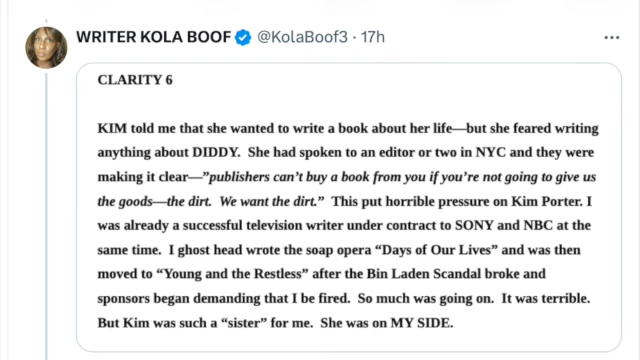 WRITER KOLA BOOF @KolaBoof3 · 17h
CLARITY 6
KIM told me that she wanted to write a book about her life—but she feared writing
anything about DIDDY.  She had spoken to an editor or two in NYC and they were
making it clear—”publishers can’t buy a book from you if you’re not going to give us
the goods—the dirt.  We want the dirt.”  This put horrible pressure on Kim Porter. I
was already a successful television writer under contract to SONY and NBC at the
same time.  I ghost head wrote the soap opera “Days of Our Lives” and was then
moved to “Young and the Restless” after the Bin Laden Scandal broke and
sponsors began demanding that I be fired.  So much was going on.  It was terrible.
But Kim was such a “sister” for me.  She was on MY SIDE.